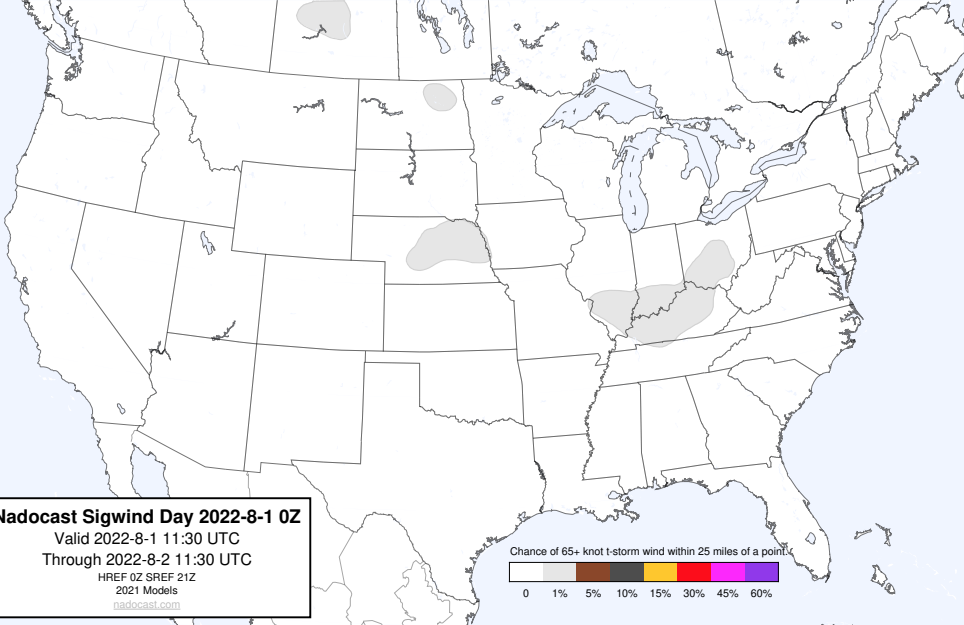 Nadocast Sigwind Day 2022-8-1 0Z
Valid 2022-8-1 11:30 UTC
Through 2022-8-2 11:30 UTC
HREF 0Z SREF 21Z
2021 Models
nadocast.com
Chance of 65+ knot t-storm wind within 25 miles of a point.
0 1% 5% 10% 15% 30% 45% 60%